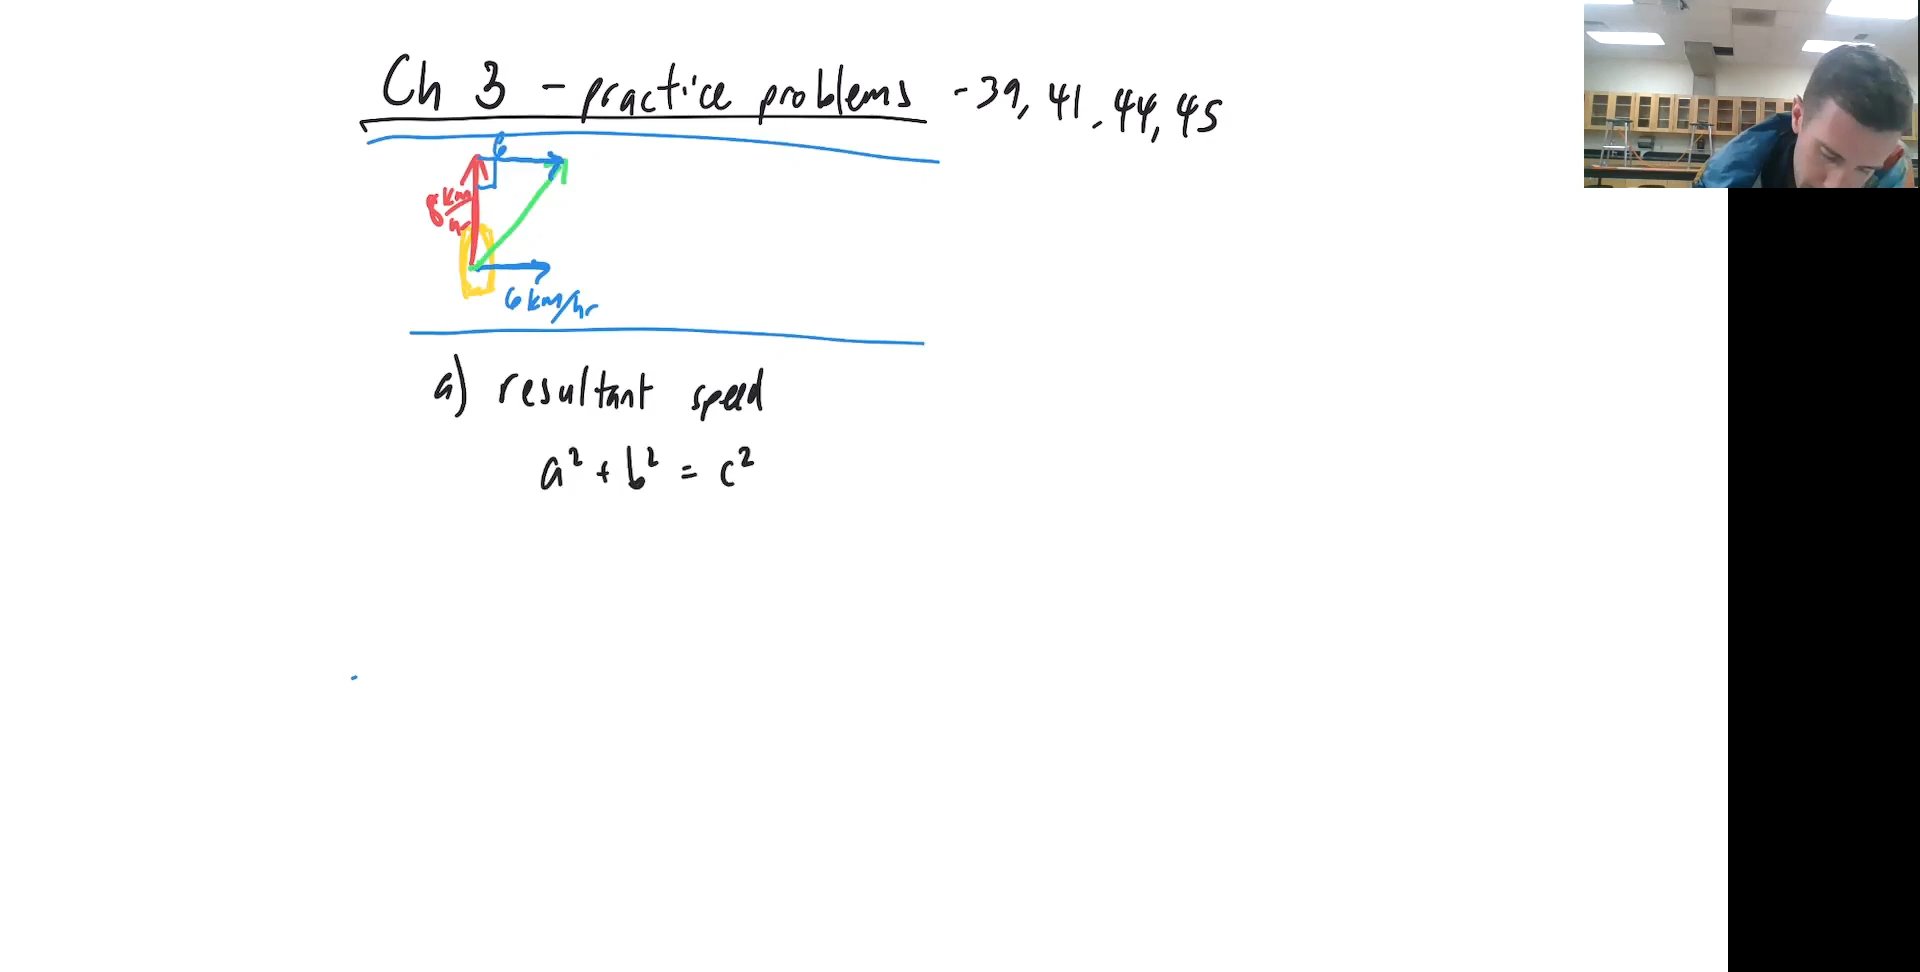 Ch 3 - practice problems - 39, 41, 44, 45
6
8 km/hr
6 km/hr
a) resultant speed
a² + b² = c²